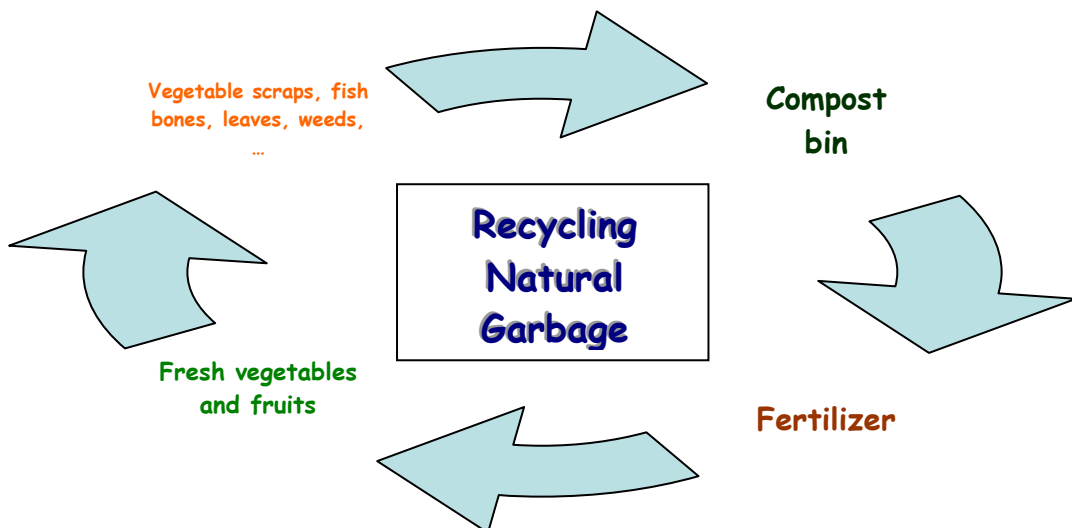 Vegetable scraps, fish
bones, leaves, weeds,
…
Compost
bin
Recycling
Natural
Garbage
Fresh vegetables
and fruits
Fertilizer